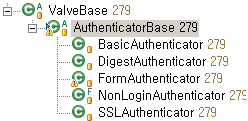 A ValveBase 279
A AuthenticatorBase 279
BasicAuthenticator 279
DigestAuthenticator 279
FormAuthenticator 279
F NonLoginAuthenticator 279
SSLAuthenticator 279